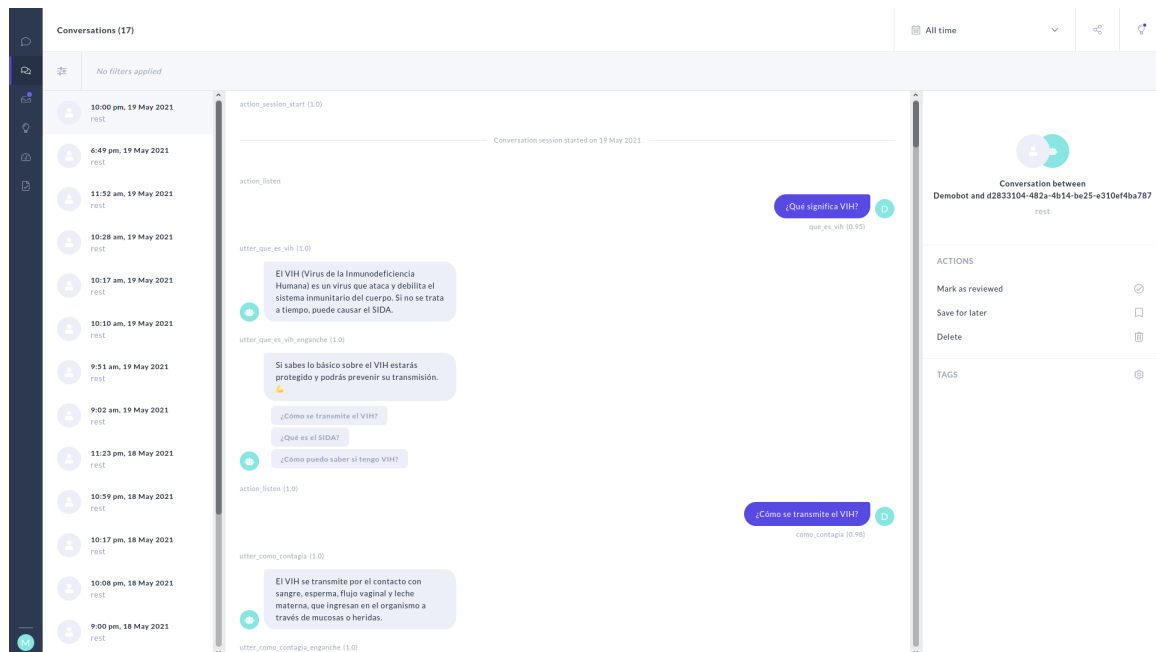 Conversations (17)
All time
No filters applied
10:00 pm, 19 May 2021
rest
6:49 pm, 19 May 2021
rest
11:52 am, 19 May 2021
rest
10:28 am, 19 May 2021
rest
10:17 am, 19 May 2021
rest
10:10 am, 19 May 2021
rest
9:51 am, 19 May 2021
rest
9:02 am, 19 May 2021
rest
11:23 pm, 18 May 2021
rest
10:59 pm, 18 May 2021
rest
10:17 pm, 18 May 2021
rest
10:08 pm, 18 May 2021
rest
9:00 pm, 18 May 2021
rest
M
action_session_start (1.0)
Conversation session started on 19 May 2021
action_listen
¿Qué significa VIH?
D
que_es_vih (0.95)
utter_que_es_vih (1.0)
El VIH (Virus de la Inmunodeficiencia
Humana) es un virus que ataca y debilita el
sistema inmunitario del cuerpo. Si no se trata
a tiempo, puede causar el SIDA.
utter_que_es_vih_enganche (1.0)
Si sabes lo básico sobre el VIH estarás
protegido y podrás prevenir su transmisión.
💪
¿Cómo se transmite el VIH?
¿Qué es el SIDA?
¿Cómo puedo saber si tengo VIH?
action_listen (1.0)
¿Cómo se transmite el VIH?
D
como_contagia (0.98)
utter_como_contagia (1.0)
El VIH se transmite por el contacto con
sangre, esperma, flujo vaginal y leche
materna, que ingresan en el organismo a
través de mucosas o heridas.
utter_como_contagia_enganche (1.0)
Conversation between
Demobot and d2833104-482a-4b14-be25-e310ef4ba787
rest
ACTIONS
Mark as reviewed
Save for later
Delete
TAGS